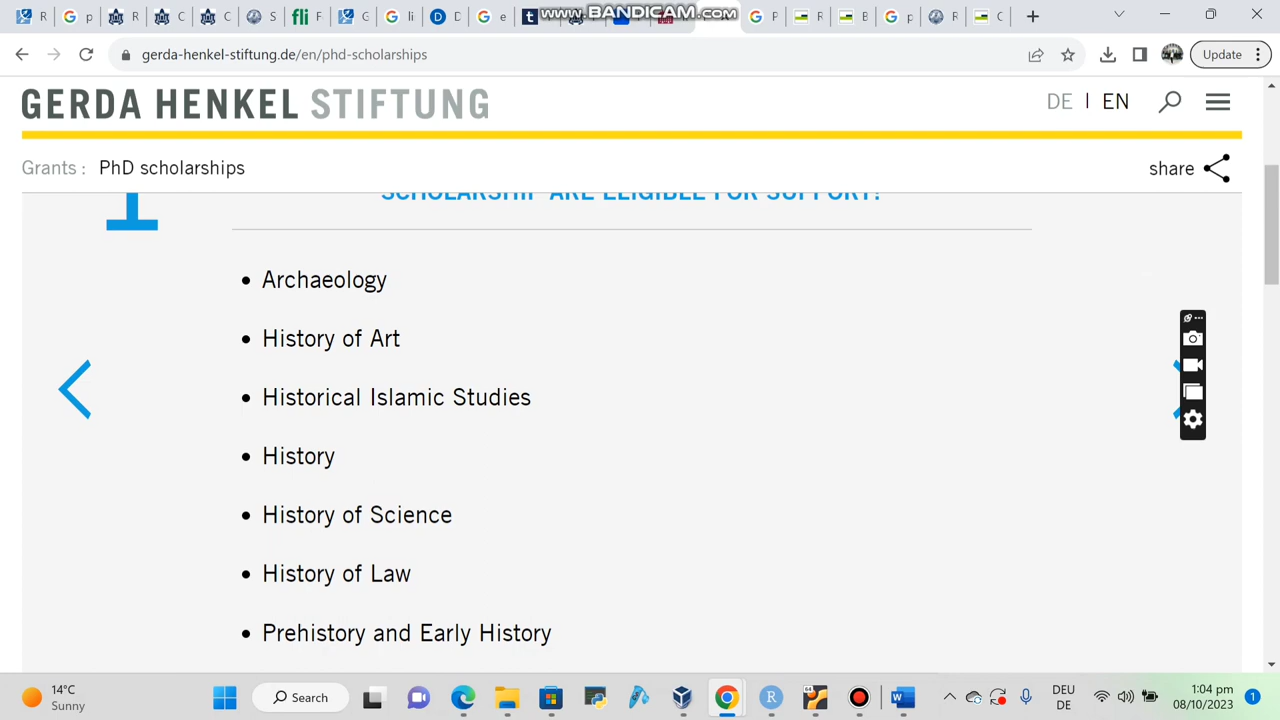 www.BANDICAM.com
gerda-henkel-stiftung.de/en/phd-scholarships
Update
GERDA HENKEL STIFTUNG
DE | EN
Grants : PhD scholarships
share
1
SCHOLARSHIP ARE ELIGIBLE FOR SUPPORT?
• Archaeology
• History of Art
• Historical Islamic Studies
• History
• History of Science
• History of Law
• Prehistory and Early History
14°C
Sunny
Search
DEU
DE
1:04 pm
08/10/2023
1